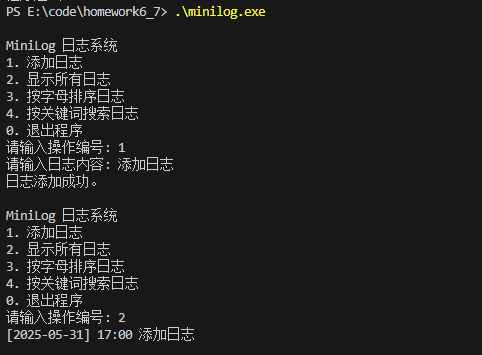 PS E:\code\homework6_7> .\minilog.exe
MiniLog 日志系统
1. 添加日志
2. 显示所有日志
3. 按字母排序日志
4. 按关键词搜索日志
0. 退出程序
请输入操作编号: 1
请输入日志内容: 添加日志
日志添加成功。
MiniLog 日志系统
1. 添加日志
2. 显示所有日志
3. 按字母排序日志
4. 按关键词搜索日志
0. 退出程序
请输入操作编号: 2
[2025-05-31] 17:00 添加日志